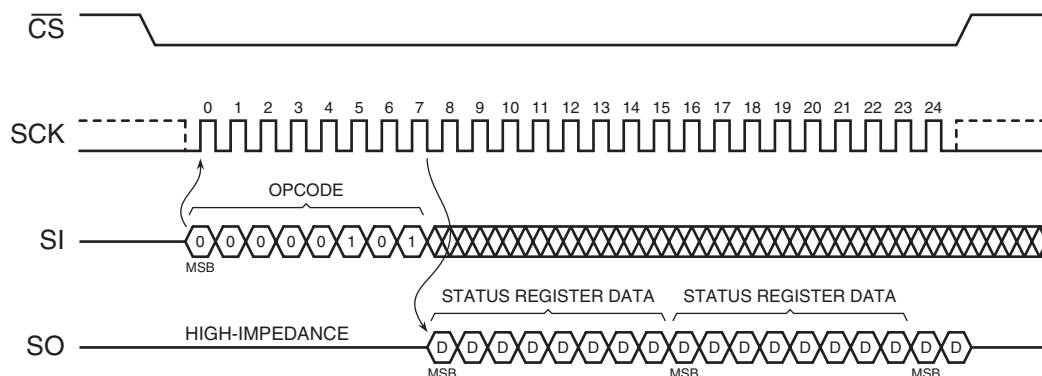 CS
0 1 2 3 4 5 6 7 8 9 10 11 12 13 14 15 16 17 18 19 20 21 22 23 24
SCK
OPCODE
SI
0 0 0 0 0 1 0 1
MSB
STATUS REGISTER DATA STATUS REGISTER DATA
HIGH-IMPEDANCE
SO
D D D D D D D D D D D D D D D D D D
MSB MSB MSB